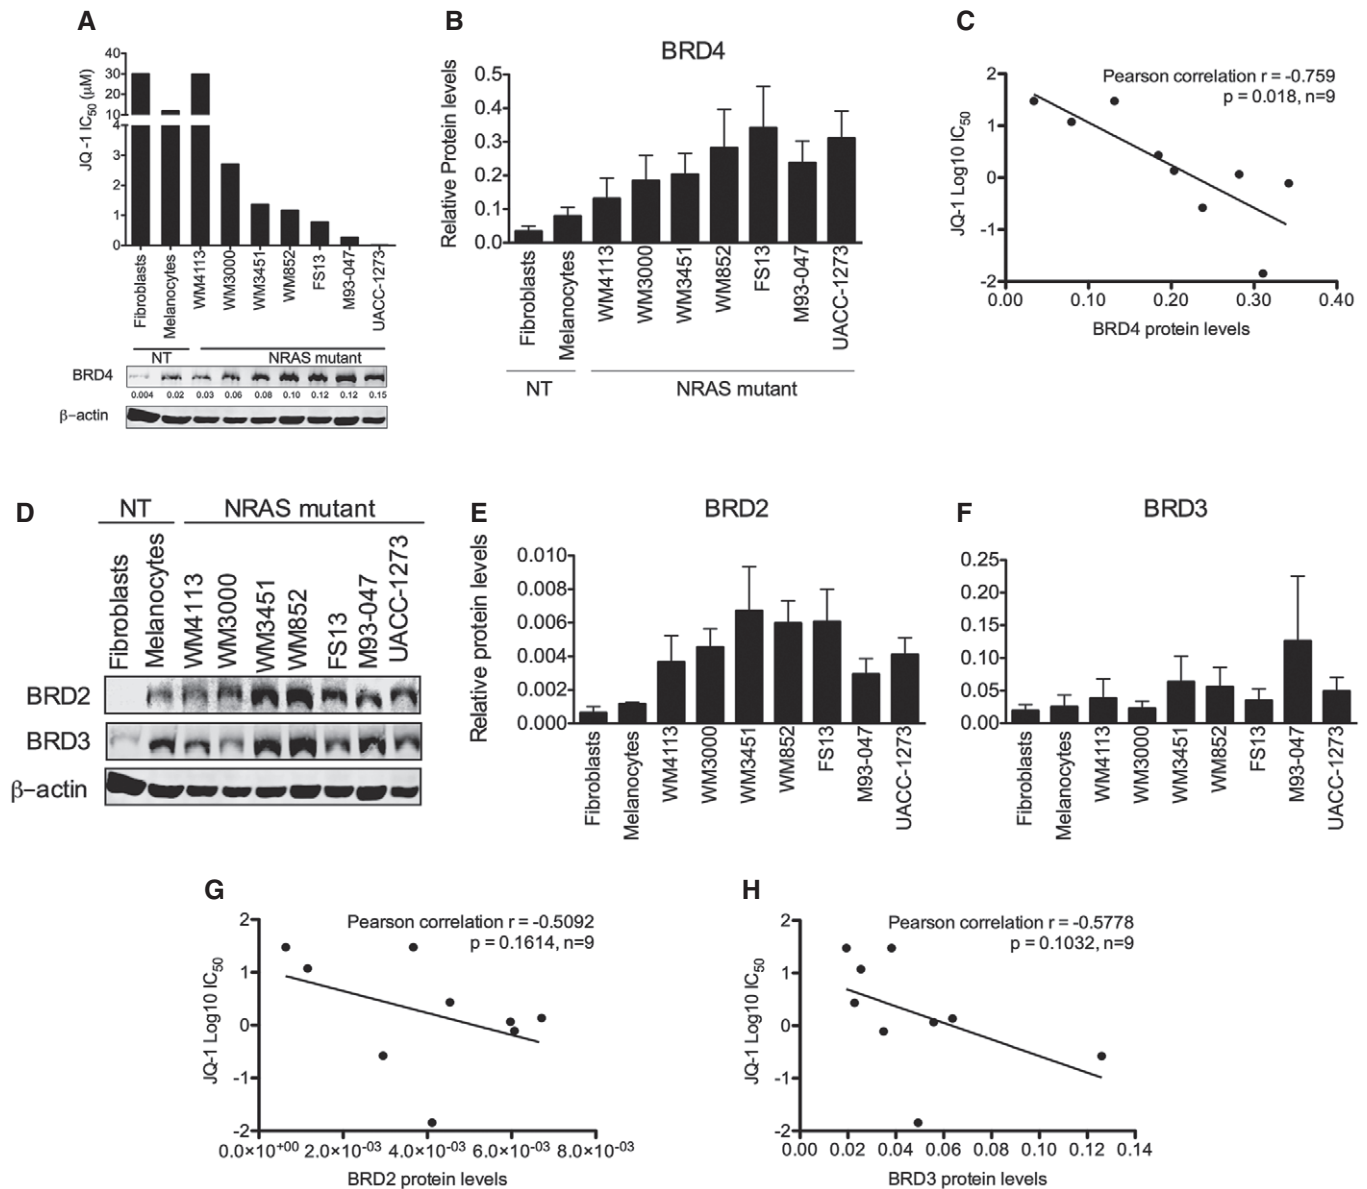 A
JQ -1 IC50 (μM)
40
30
20
10
4
3
2
1
0
Fibroblasts
Melanocytes
WM4113
WM3000
WM3451
WM852
FS13
M93-047
UACC-1273
NT
NRAS mutant
BRD4
0.004 0.02 0.03 0.06 0.08 0.10 0.12 0.12 0.15
β-actin
B
BRD4
Relative Protein levels
0.5
0.4
0.3
0.2
0.1
0.0
Fibroblasts
Melanocytes
WM4113
WM3000
WM3451
WM852
FS13
M93-047
UACC-1273
NT
NRAS mutant
C
Pearson correlation r = -0.759
p = 0.018, n=9
JQ-1 Log10 IC50
2
1
0
-1
-2
0.00 0.10 0.20 0.30 0.40
BRD4 protein levels
D
NT
NRAS mutant
Fibroblasts
Melanocytes
WM4113
WM3000
WM3451
WM852
FS13
M93-047
UACC-1273
BRD2
BRD3
β-actin
E
BRD2
Relative protein levels
0.010
0.008
0.006
0.004
0.002
0.000
Fibroblasts
Melanocytes
WM4113
WM3000
WM3451
WM852
FS13
M93-047
UACC-1273
F
BRD3
0.25
0.20
0.15
0.10
0.05
0.00
Fibroblasts
Melanocytes
WM4113
WM3000
WM3451
WM852
FS13
M93-047
UACC-1273
G
Pearson correlation r = -0.5092
p = 0.1614, n=9
JQ-1 Log10 IC50
2
1
0
-1
-2
0.0×10+00 2.0×10-03 4.0×10-03 6.0×10-03 8.0×10-03
BRD2 protein levels
H
Pearson correlation r = -0.5778
p = 0.1032, n=9
JQ-1 Log10 IC50
2
1
0
-1
-2
0.00 0.02 0.04 0.06 0.08 0.10 0.12 0.14
BRD3 protein levels